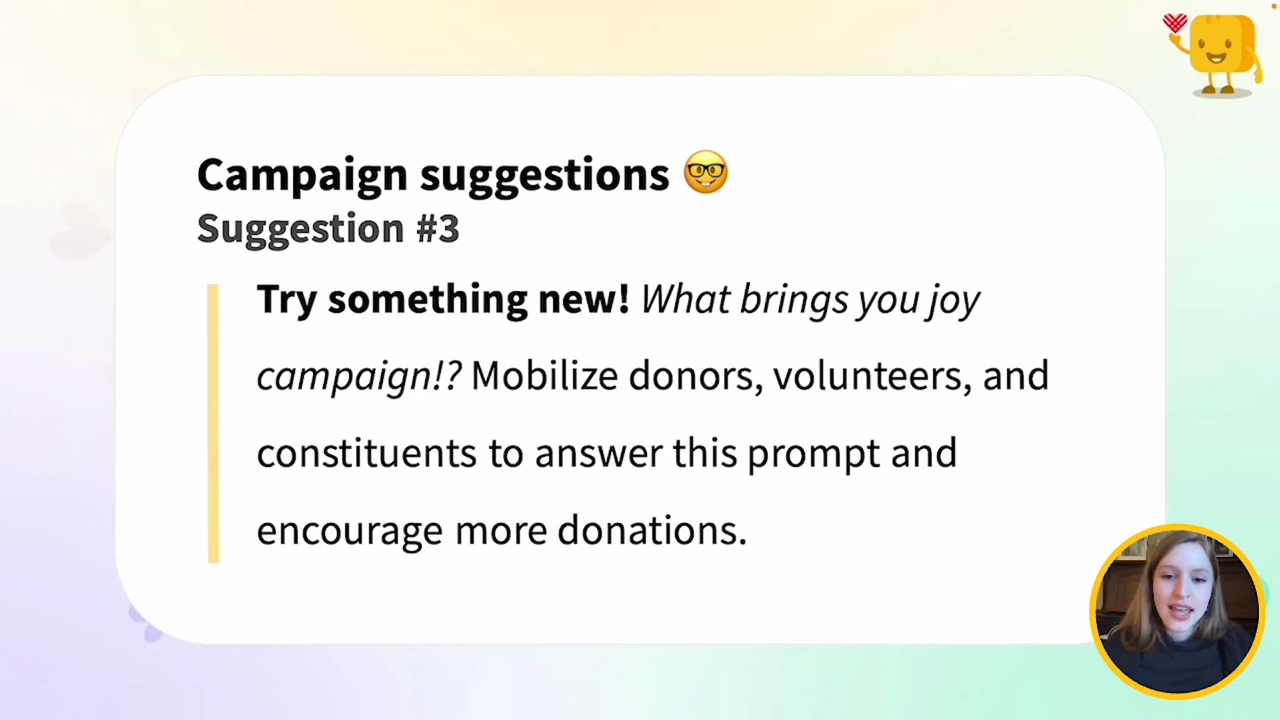 Campaign suggestions 🤓
Suggestion #3
Try something new! What brings you joy
campaign!? Mobilize donors, volunteers, and
constituents to answer this prompt and
encourage more donations.